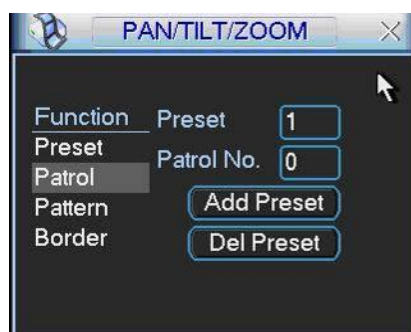 PAN/TILT/ZOOM
Function
Preset
Patrol
Pattern
Border
Preset 1
Patrol No. 0
Add Preset
Del Preset